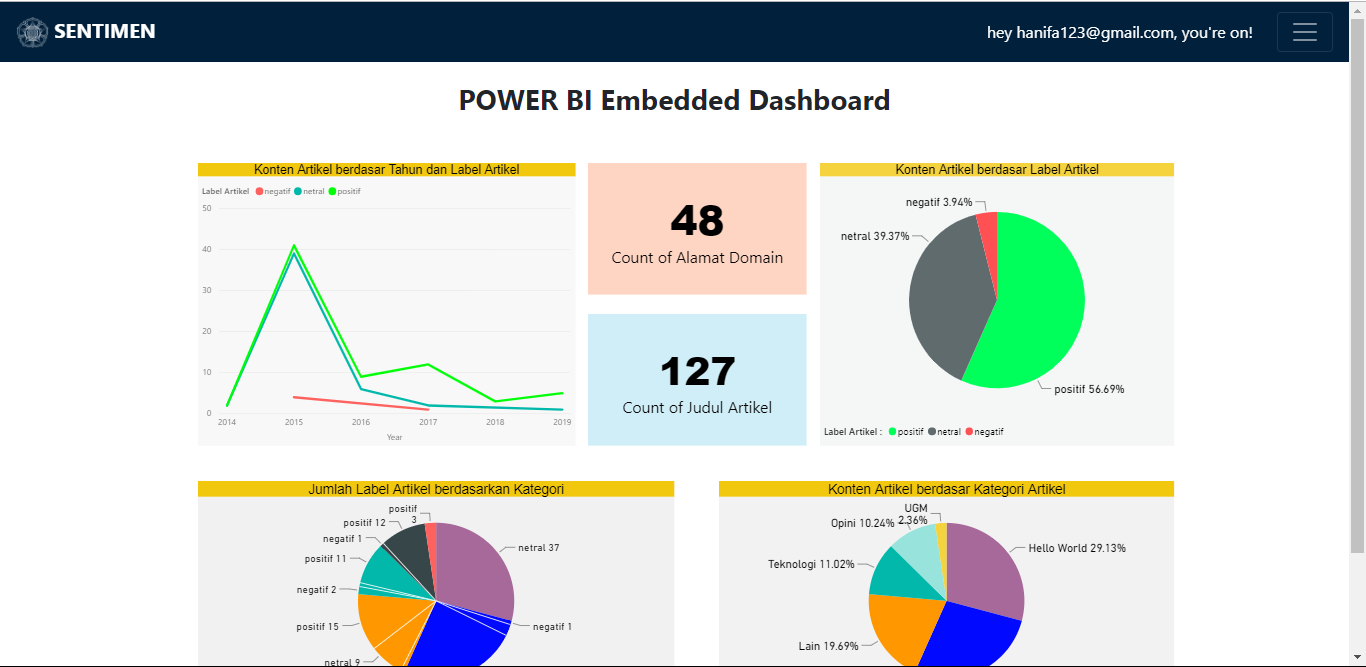 SENTIMEN
hey hanifa123@gmail.com, you're on!
POWER BI Embedded Dashboard
Konten Artikel berdasar Tahun dan Label Artikel
Label Artikel negatif netral positif
50
40
30
20
10
0
2014 2015 2016 2017 2018 2019
Year
48
Count of Alamat Domain
127
Count of Judul Artikel
Konten Artikel berdasar Label Artikel
negatif 3.94%
netral 39.37%
positif 56.69%
Label Artikel : positif netral negatif
Jumlah Label Artikel berdasarkan Kategori
positif
3
positif 12
negatif 1
positif 11
negatif 2
positif 15
netral 9
netral 37
negatif 1
Konten Artikel berdasar Kategori Artikel
UGM
2.36%
Opini 10.24%
Teknologi 11.02%
Lain 19.69%
Hello World 29.13%